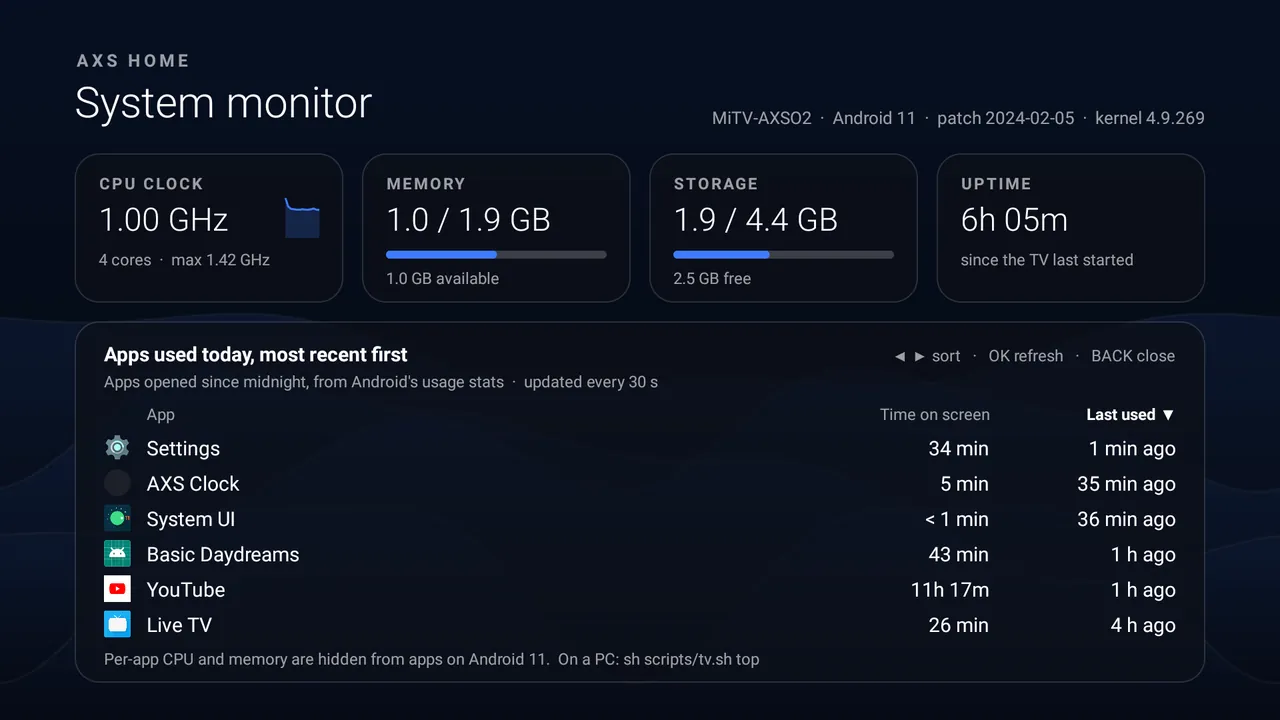 AXS HOME
System monitor
MiTV-AXSO2 · Android 11 · patch 2024-02-05 · kernel 4.9.269
CPU CLOCK
1.00 GHz
4 cores · max 1.42 GHz
MEMORY
1.0 / 1.9 GB
1.0 GB available
STORAGE
1.9 / 4.4 GB
2.5 GB free
UPTIME
6h 05m
since the TV last started
Apps used today, most recent first
◄ ► sort · OK refresh · BACK close
Apps opened since midnight, from Android's usage stats · updated every 30 s
App Time on screen Last used ▼
Settings 34 min 1 min ago
AXS Clock 5 min 35 min ago
System UI < 1 min 36 min ago
Basic Daydreams 43 min 1 h ago
YouTube 11h 17m 1 h ago
Live TV 26 min 4 h ago
Per-app CPU and memory are hidden from apps on Android 11. On a PC: sh scripts/tv.sh top